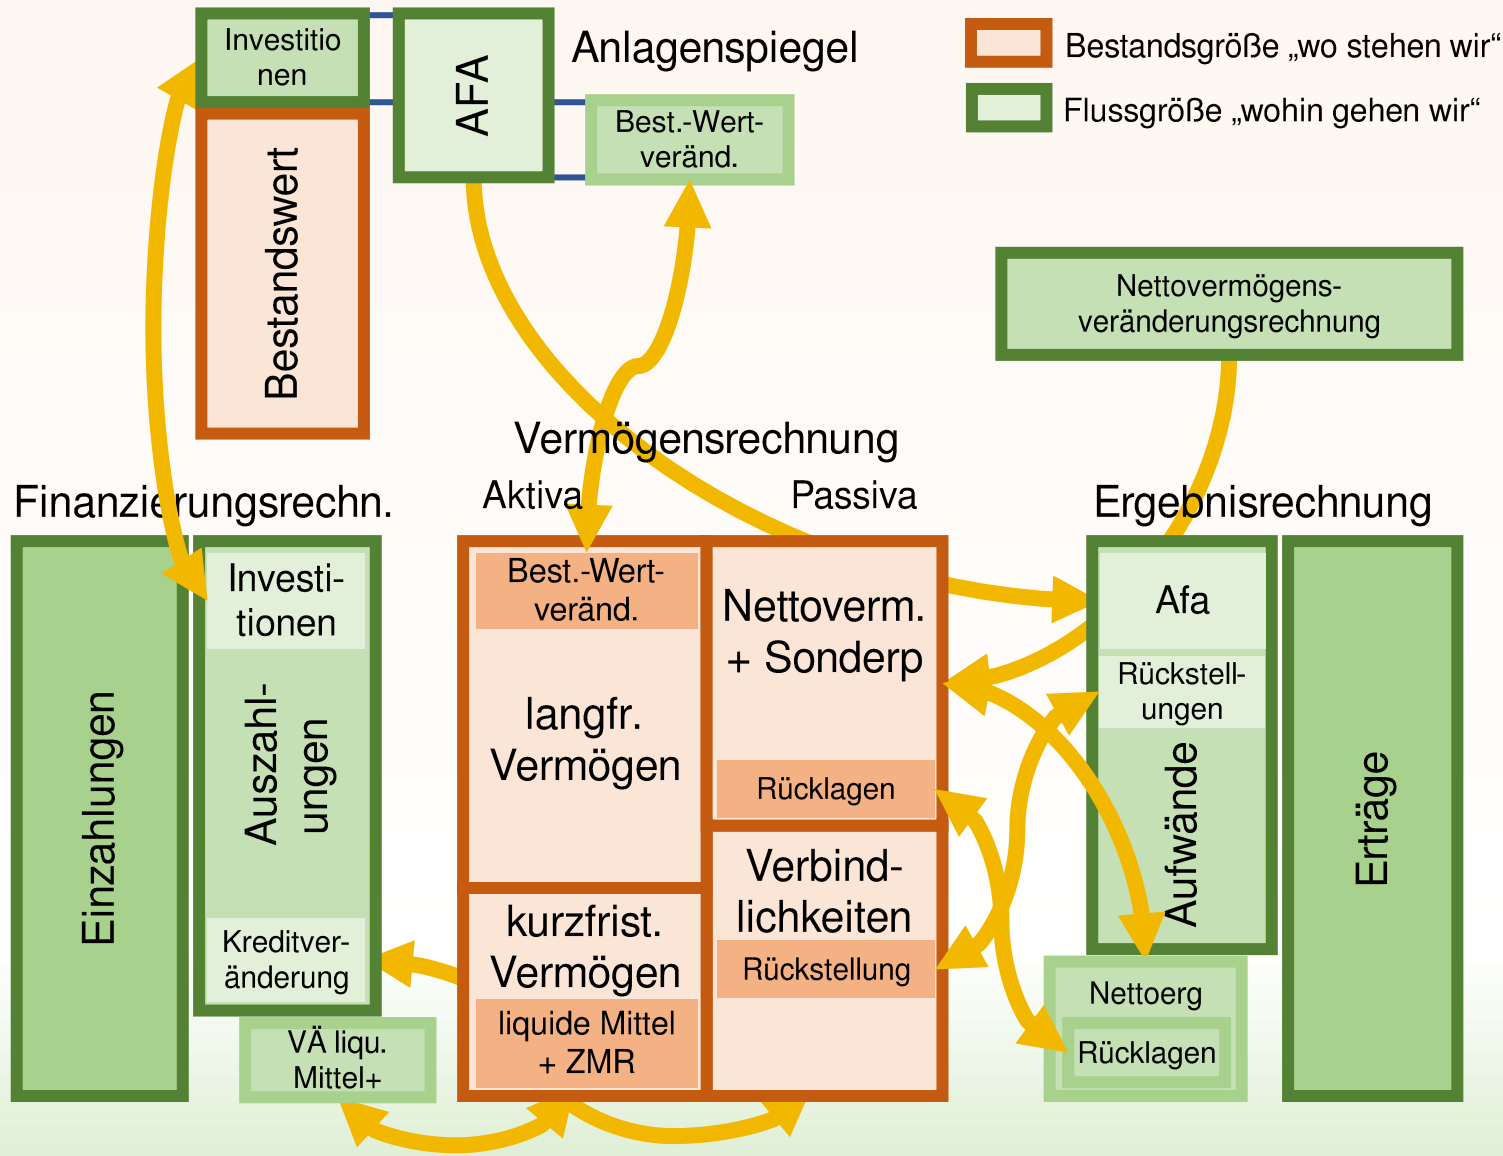 Investitio
nen
AFA
Anlagenspiegel
Best.-Wert-
veränd.
Bestandsgröße „wo stehen wir“
Flussgröße „wohin gehen wir“
Bestandswert
Nettovermögens-
veränderungsrechnung
Vermögensrechnung
Finanzierungsrechn.
Aktiva
Passiva
Ergebnisrechnung
Einzahlungen
Investi-
tionen
Auszahl-
ungen
Kreditver-
änderung
VÄ liqu.
Mittel+
Best.-Wert-
veränd.
langfr.
Vermögen
kurzfrist.
Vermögen
liquide Mittel
+ ZMR
Nettoverm.
+ Sonderp
Rücklagen
Verbind-
lichkeiten
Rückstellung
Afa
Rückstell-
ungen
Aufwände
Nettoerg
Rücklagen
Erträge